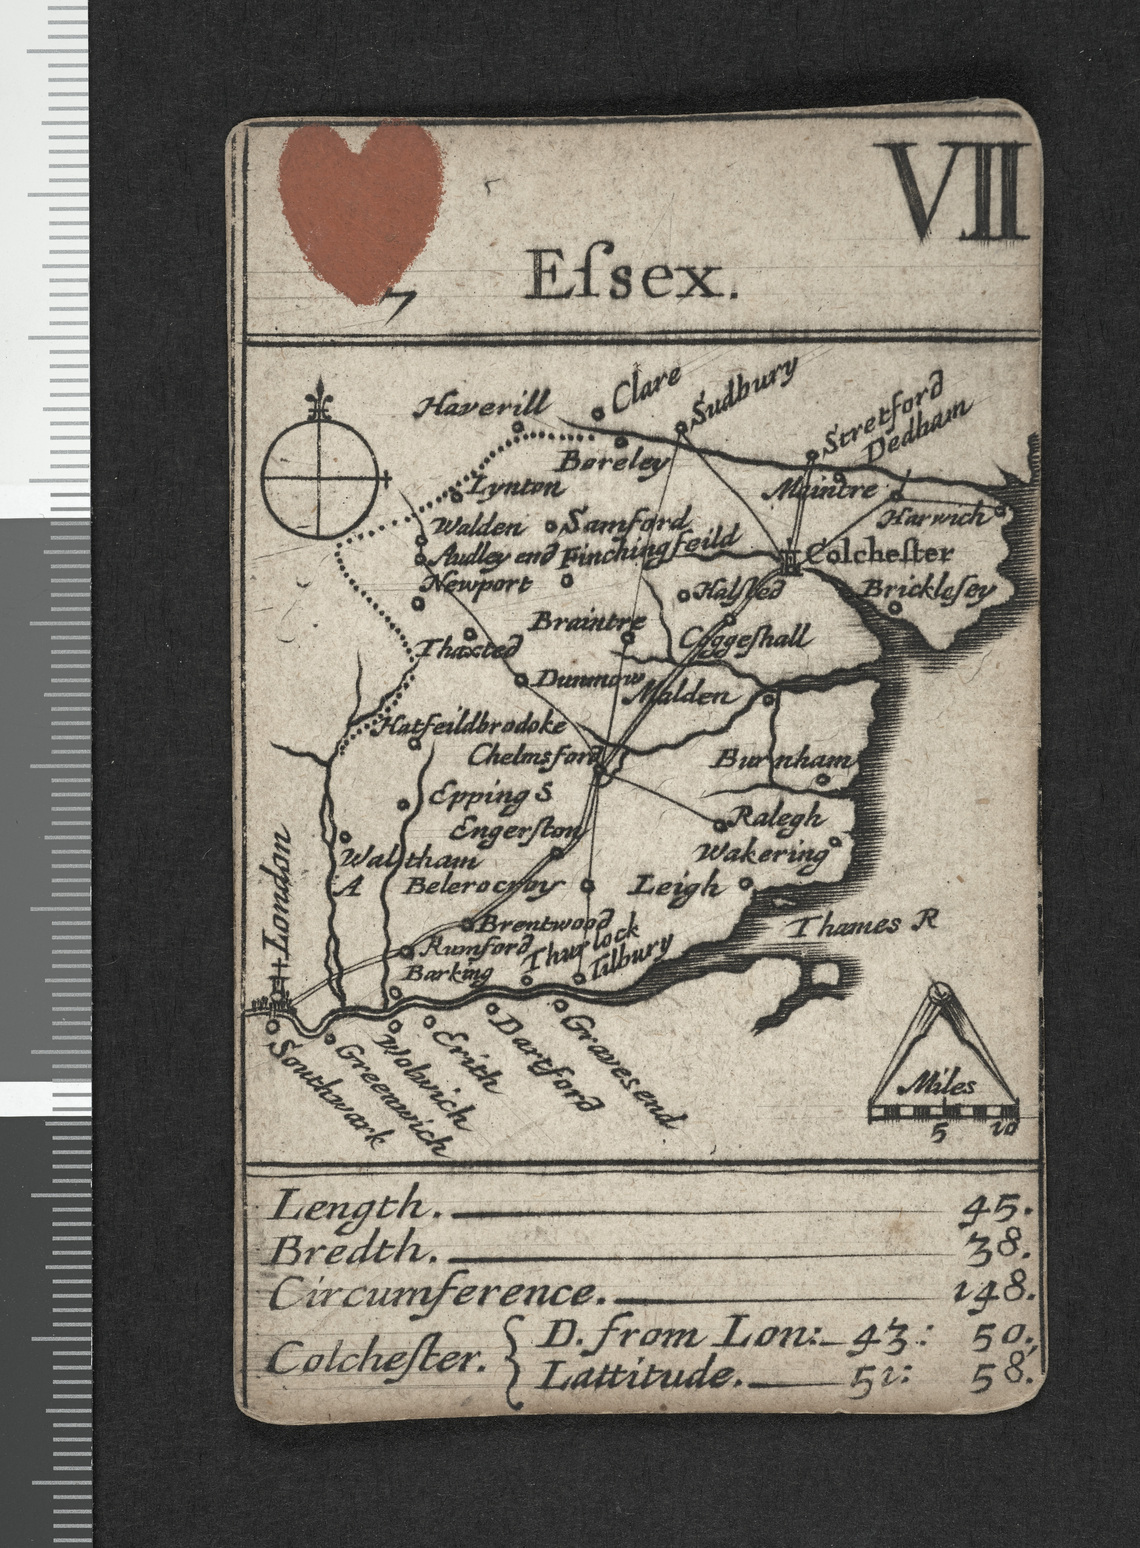 VII
7
Eſsex.
Haverill
Clare
Sudbury
Stretford
Dedham
Boreley
Lynton
Maintre
Harwich
Walden
Samford
Audley end
Finchingfeild
Colcheſter
Newport
Halſted
Brickleſey
Braintre
Coggeſhall
Thaxted
Dunmow
Malden
Hatfeildbrodoke
Chelmsford
Burnham
Epping S
Ralegh
Engerſton
Wakering
Waltham
A
Belerocroy
Leigh
London
Brentwood
Thurlock
Thames R
Rumford
Tilbury
Barking
Southwark
Greenwich
Wolwich
Erith
Dartford
Gravesend
Miles
5 10
Length. 45.
Bredth. 38.
Circumference. 148.
Colcheſter. { D. from Lon: 43: 50.
Lattitude. 51: 58.